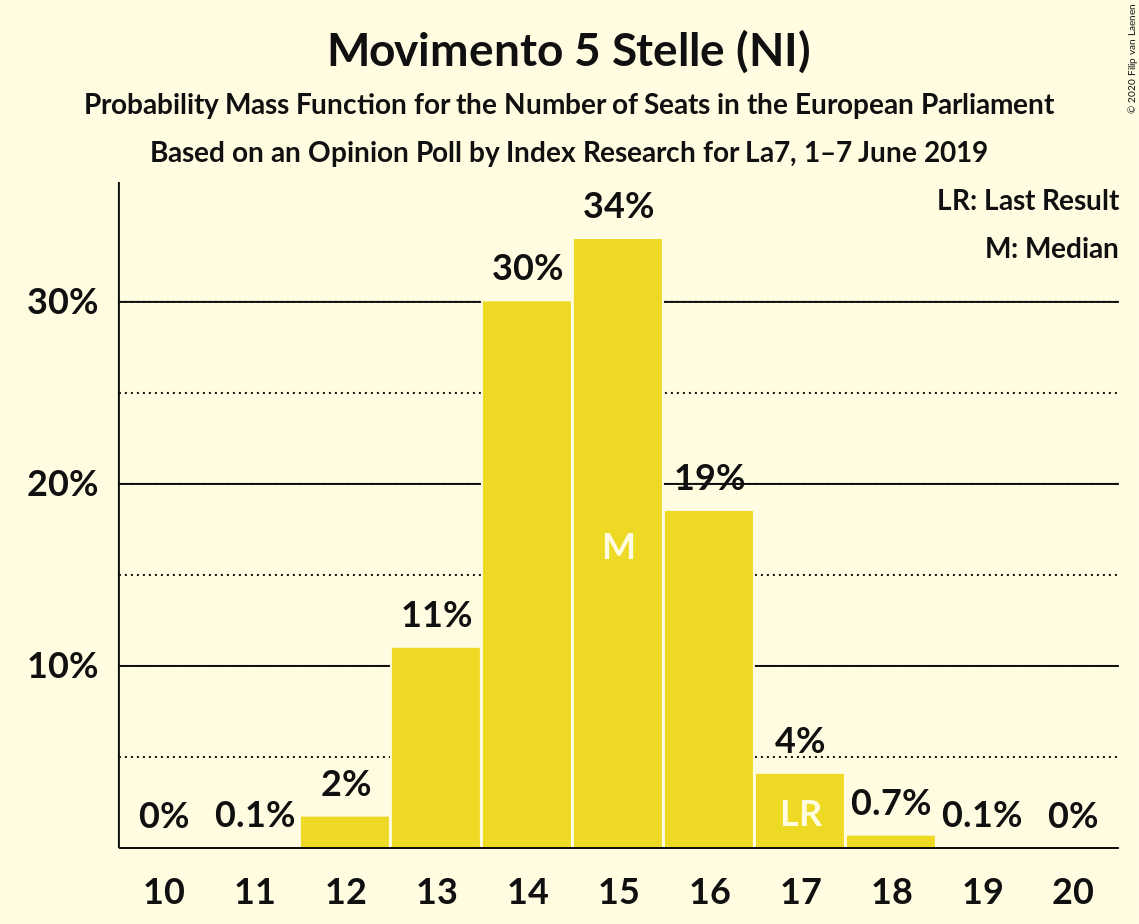 Movimento 5 Stelle (NI)
Probability Mass Function for the Number of Seats in the European Parliament
Based on an Opinion Poll by Index Research for La7, 1–7 June 2019
© 2020 Filip van Laenen
LR: Last Result
M: Median
34%
30%
30%
20%
19%
M
11%
10%
4%
2%
LR
0%
0.1%
0.7%
0.1%
0%
10 11 12 13 14 15 16 17 18 19 20